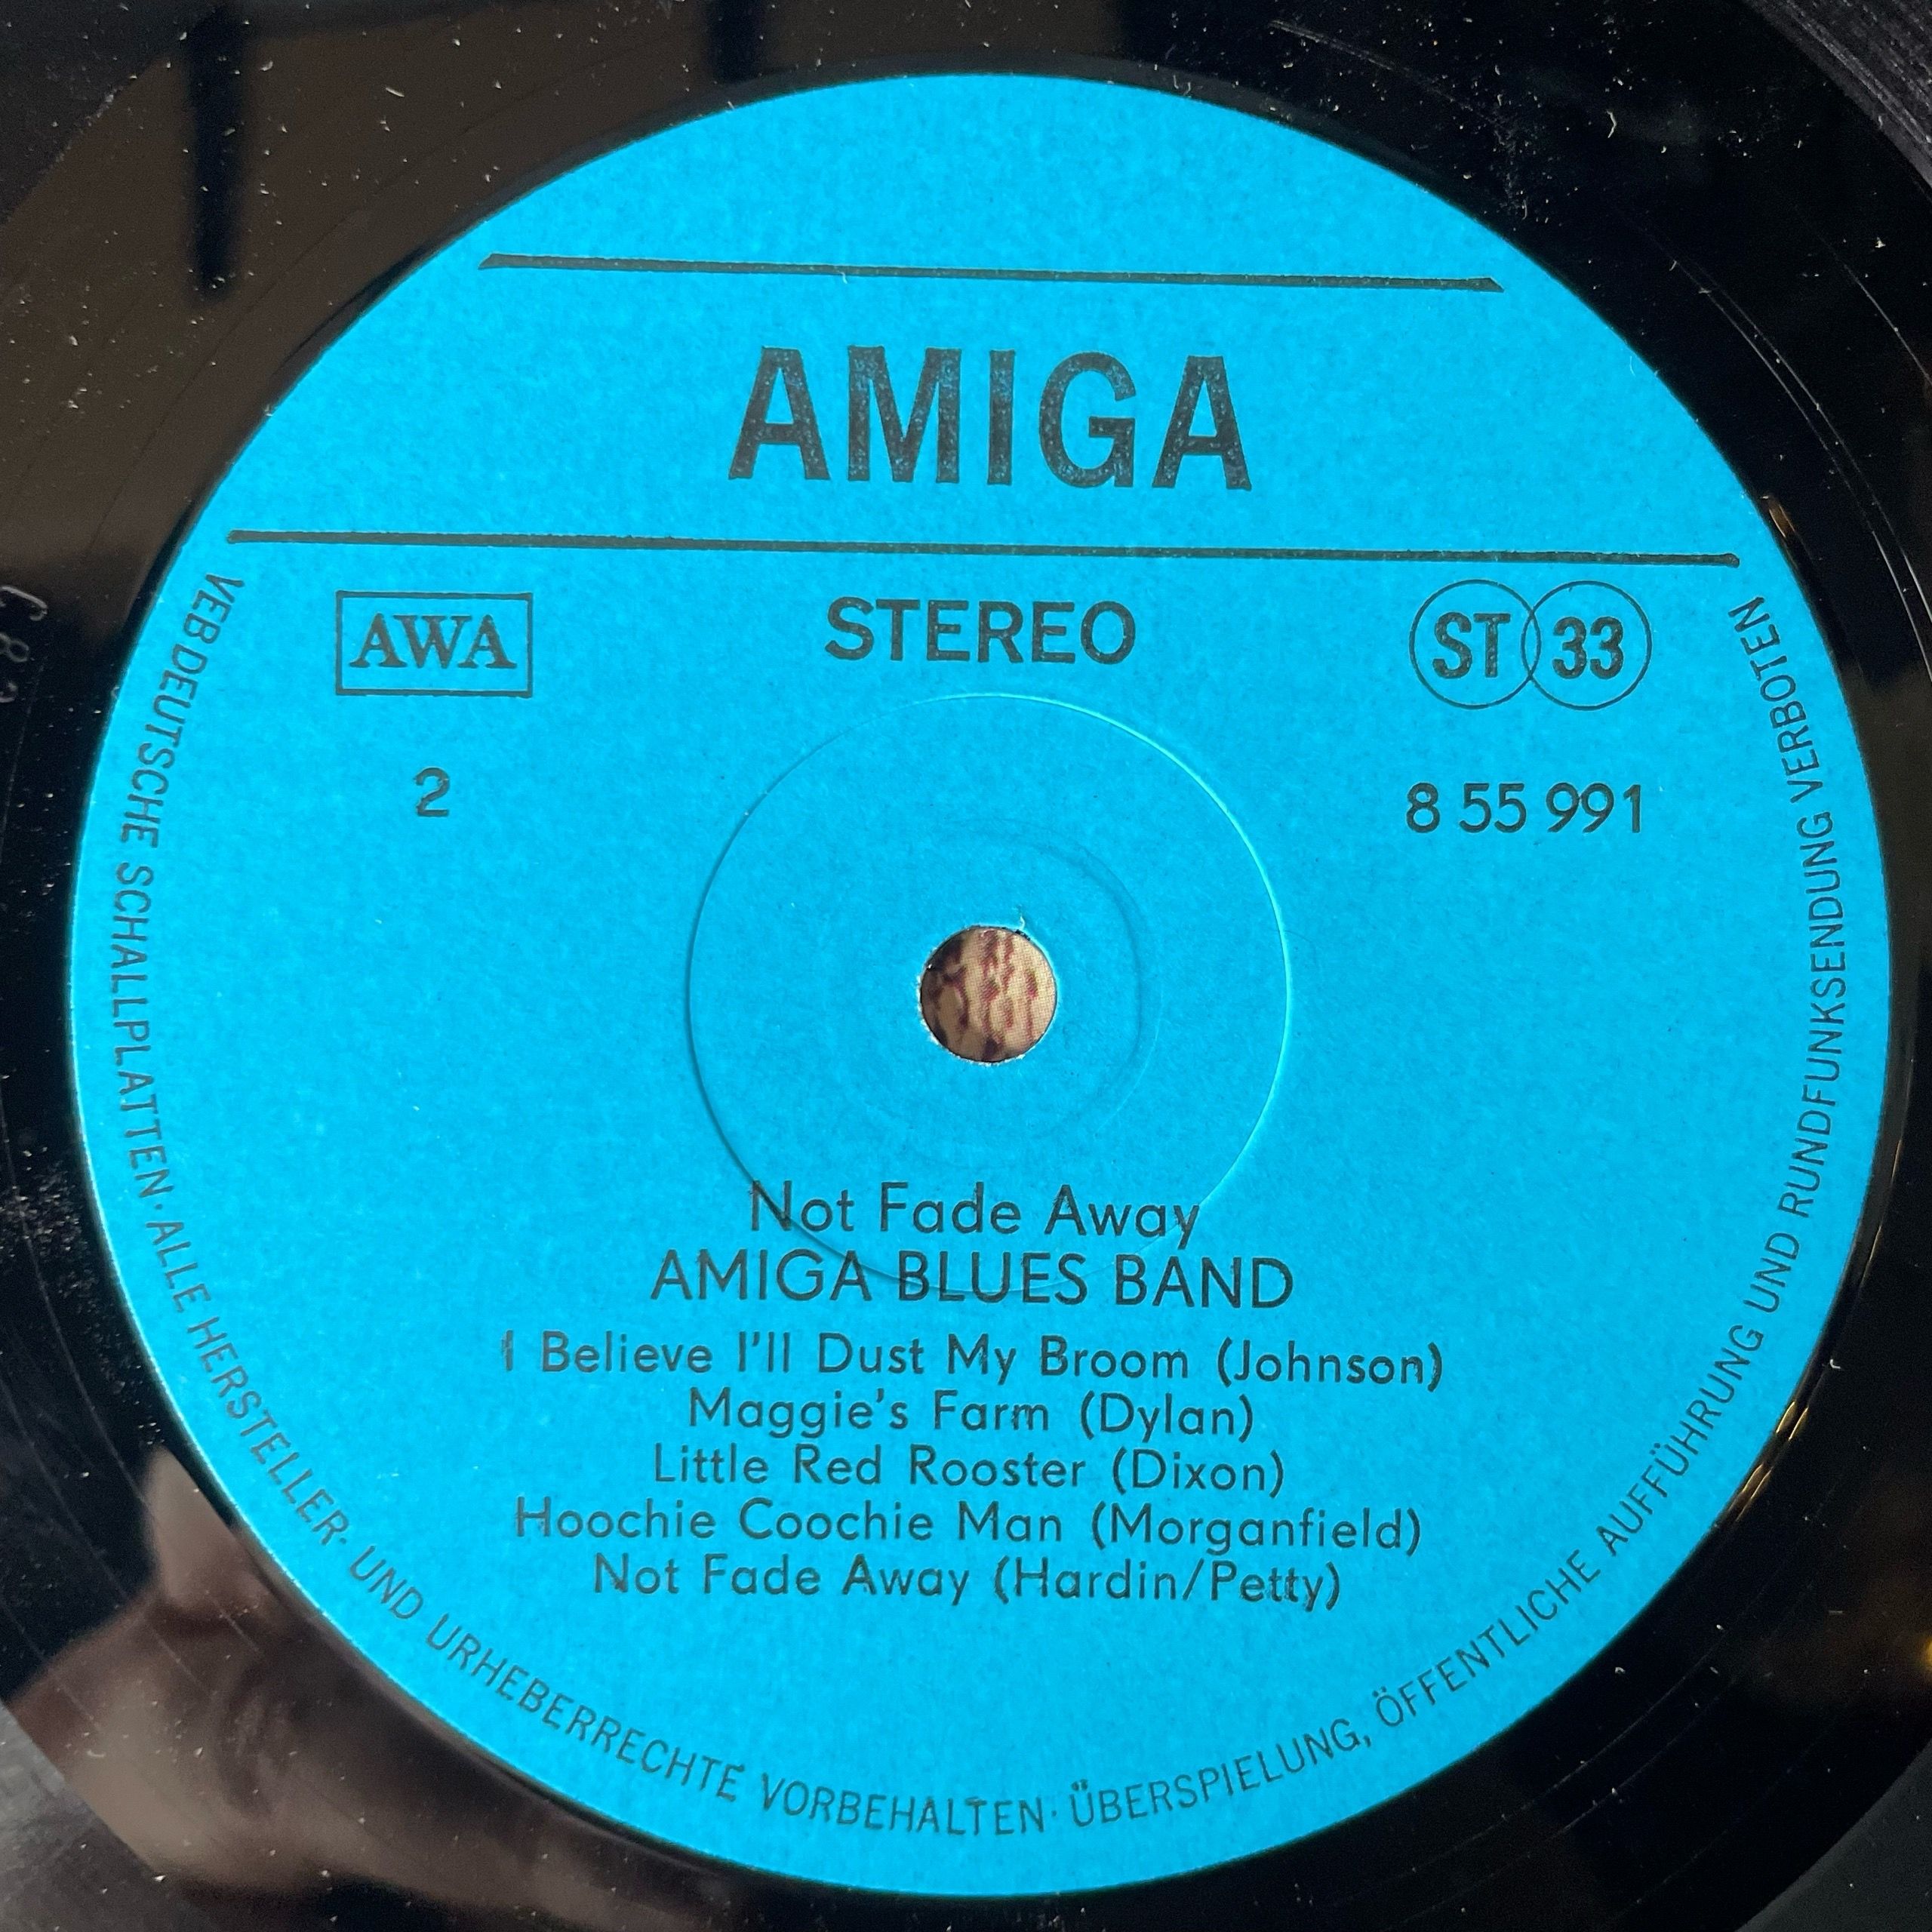 AMIGA
AWA
STEREO
ST 33
2
8 55 991
Not Fade Away
AMIGA BLUES BAND
I Believe I'll Dust My Broom (Johnson)
Maggie's Farm (Dylan)
Little Red Rooster (Dixon)
Hoochie Coochie Man (Morganfield)
Not Fade Away (Hardin/Petty)
VEB DEUTSCHE SCHALLPLATTEN · ALLE HERSTELLER- UND URHEBERRECHTE VORBEHALTEN · ÜBERSPIELUNG, ÖFFENTLICHE AUFFÜHRUNG UND RUNDFUNKSENDUNG VERBOTEN